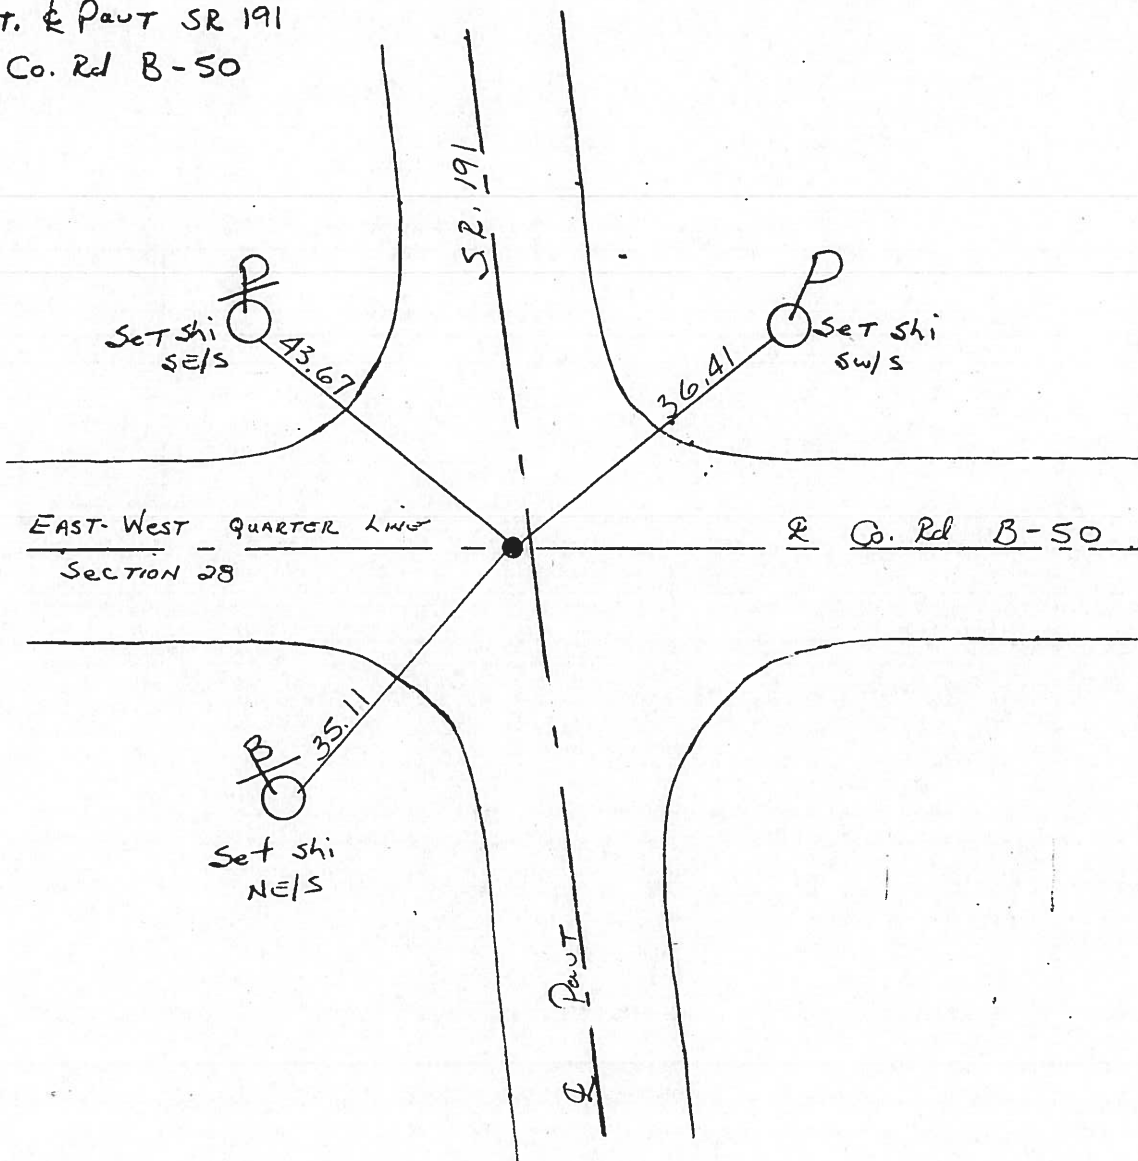 T. ℄ Pavt SR 191
Co. Rd B-50
S.R. 191
P
Set shi
SE/S
43.67
P
Set shi
SW/S
36.41
EAST-WEST QUARTER LINE
SECTION 28
℄ Co. Rd B-50
B
35.11
Set shi
NE/S
℄ Pavt